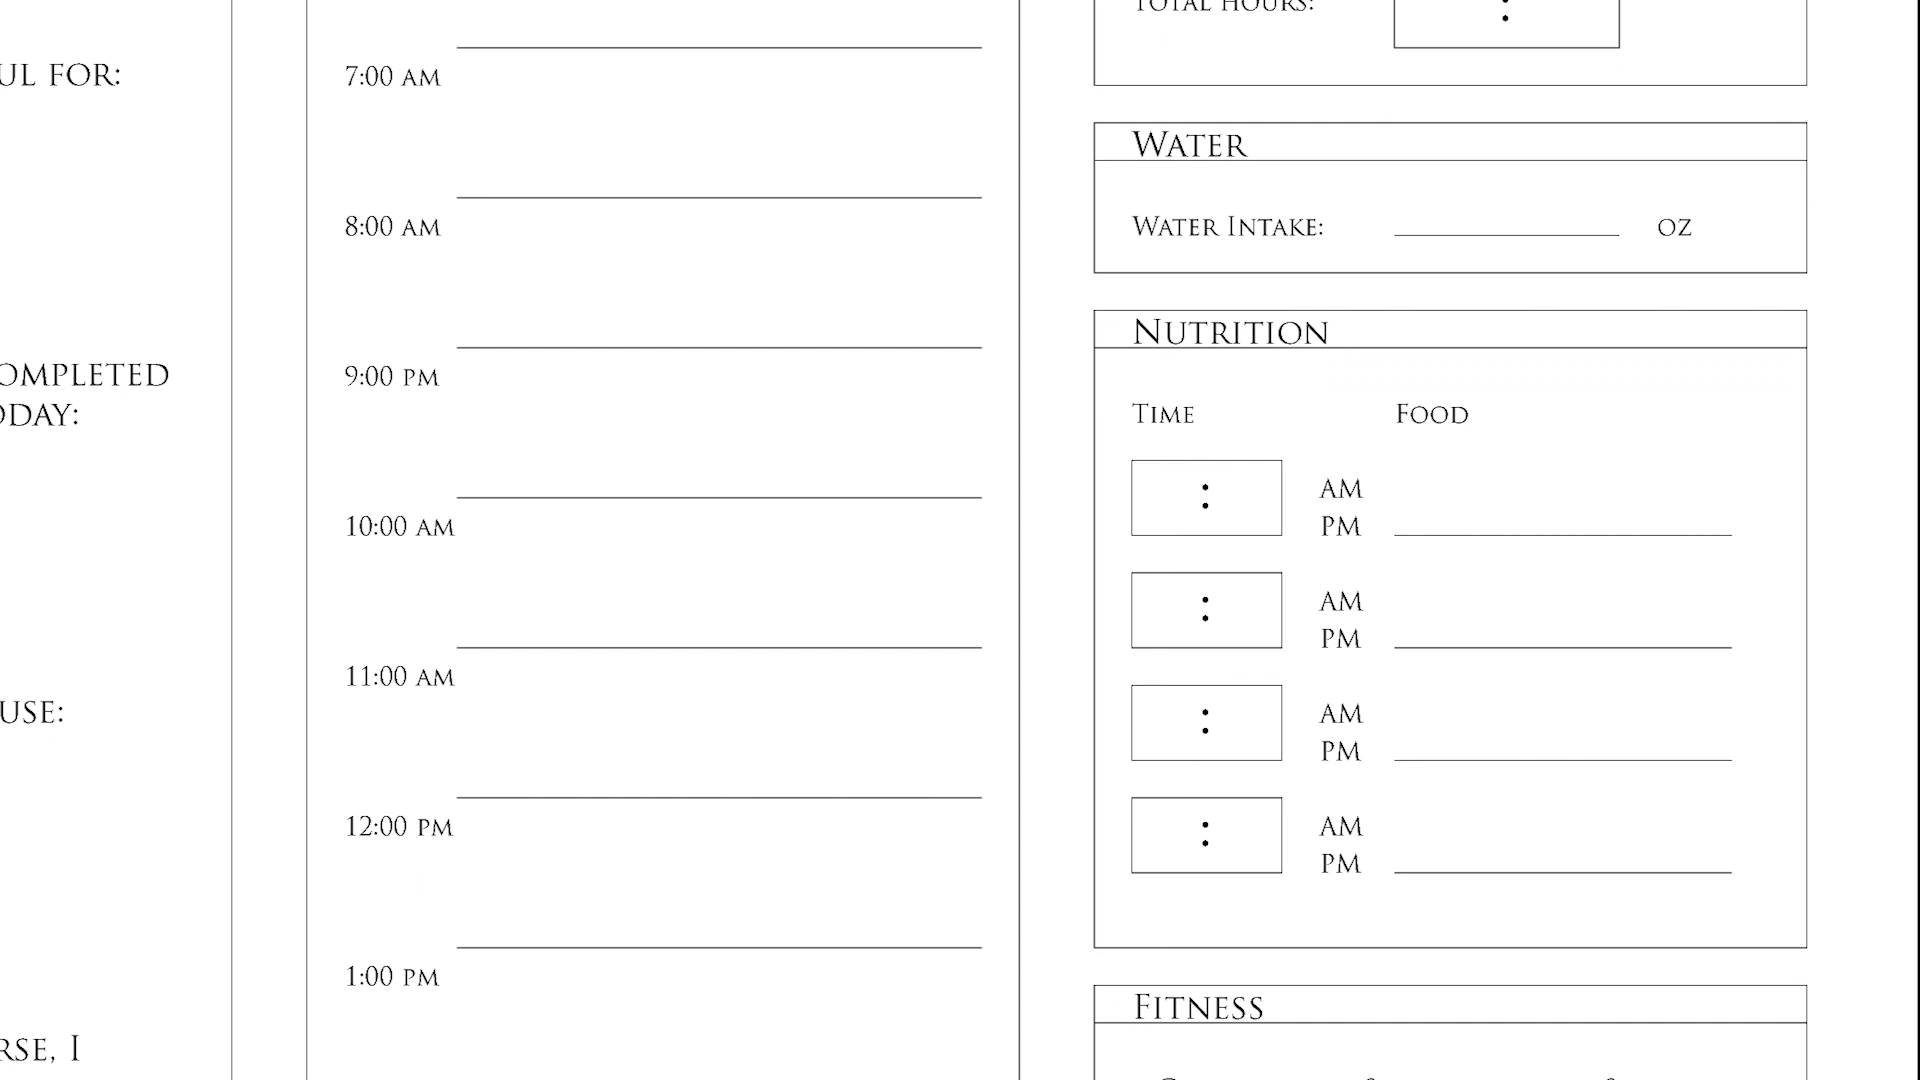 UL FOR:
OMPLETED
ODAY:
USE:
RSE, I
7:00 AM
8:00 AM
9:00 PM
10:00 AM
11:00 AM
12:00 PM
1:00 PM
TOTAL HOURS: :
WATER
WATER INTAKE: OZ
NUTRITION
TIME FOOD
: AM
PM
: AM
PM
: AM
PM
: AM
PM
FITNESS